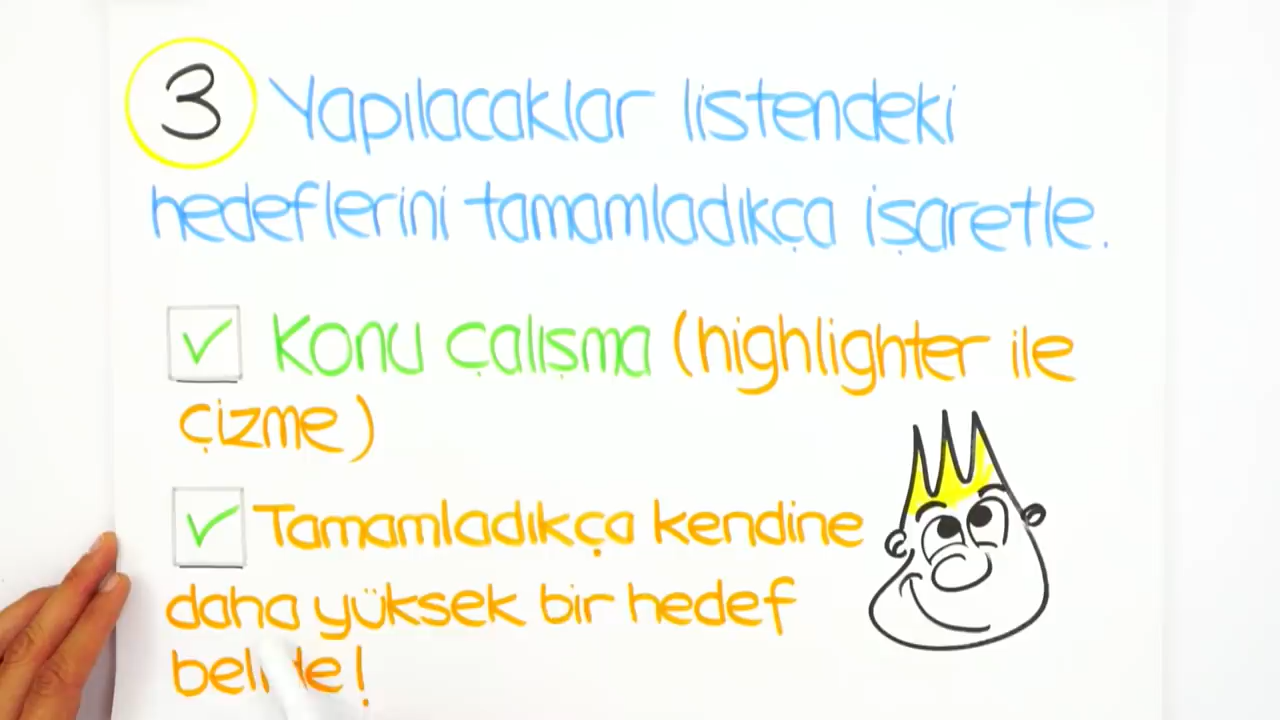 3 Yapılacaklar listendeki
hedeflerini tamamladıkça işaretle.
Konu çalışma (highlighter ile
çizme)
Tamamladıkça kendine
daha yüksek bir hedef